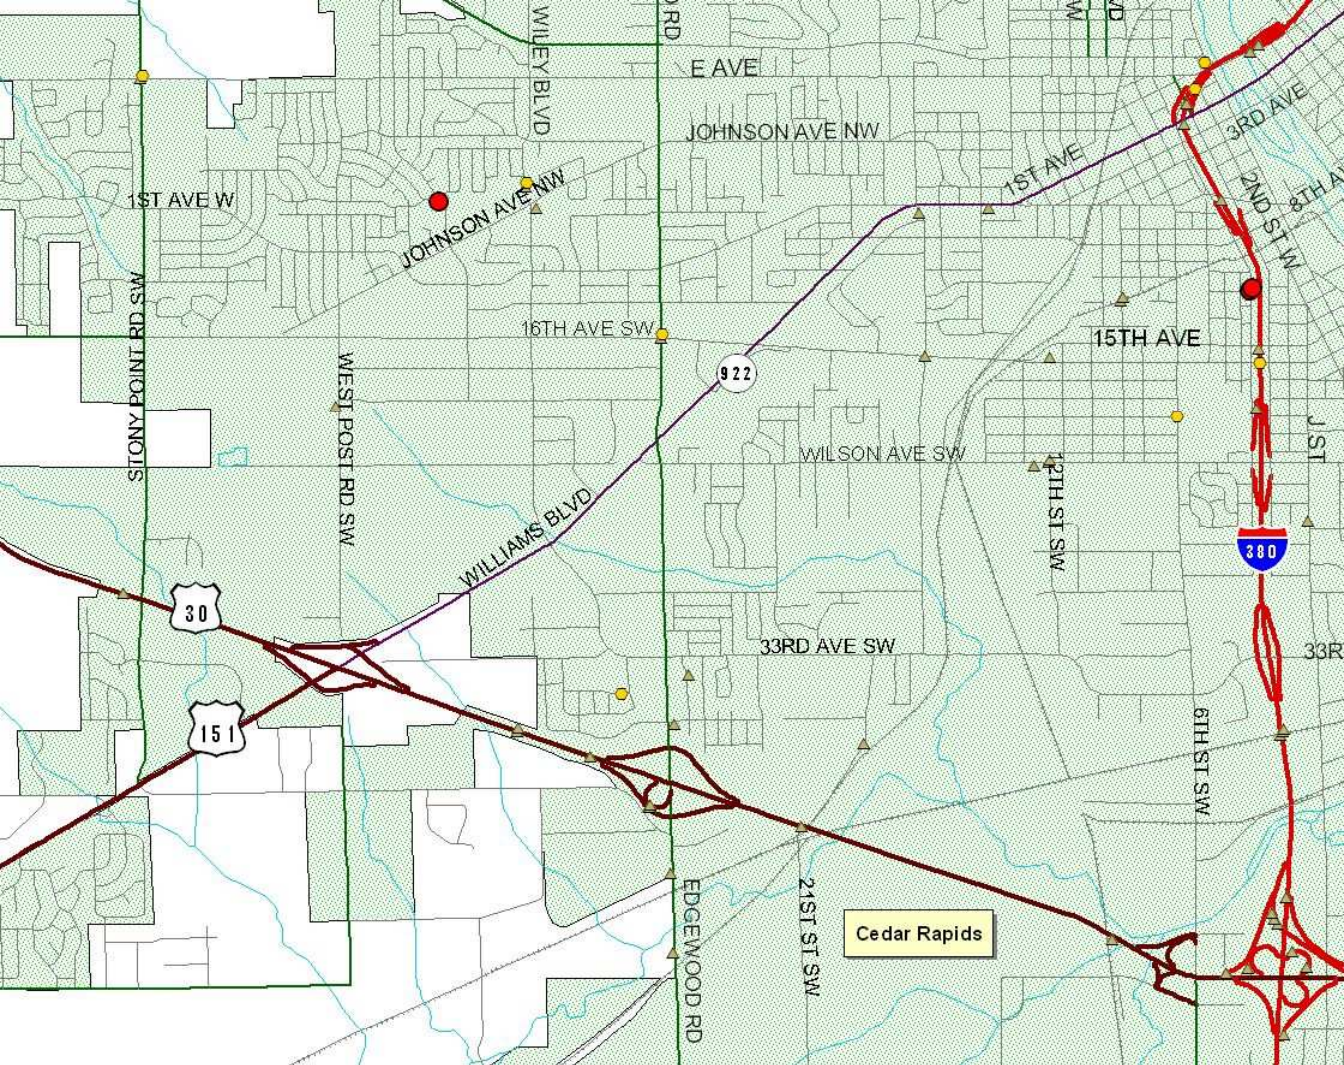 WILEY BLVD
RD
E AVE
JOHNSON AVE NW
3RD AVE
1ST AVE
8TH AV
2ND ST W
1ST AVE W
JOHNSON AVE NW
STONY POINT RD SW
16TH AVE SW
15TH AVE
922
WEST POST RD SW
J ST
WILSON AVE SW
12TH ST SW
WILLIAMS BLVD
380
30
33RD AVE SW
33R
151
6TH ST SW
EDGEWOOD RD
21ST ST SW
Cedar Rapids